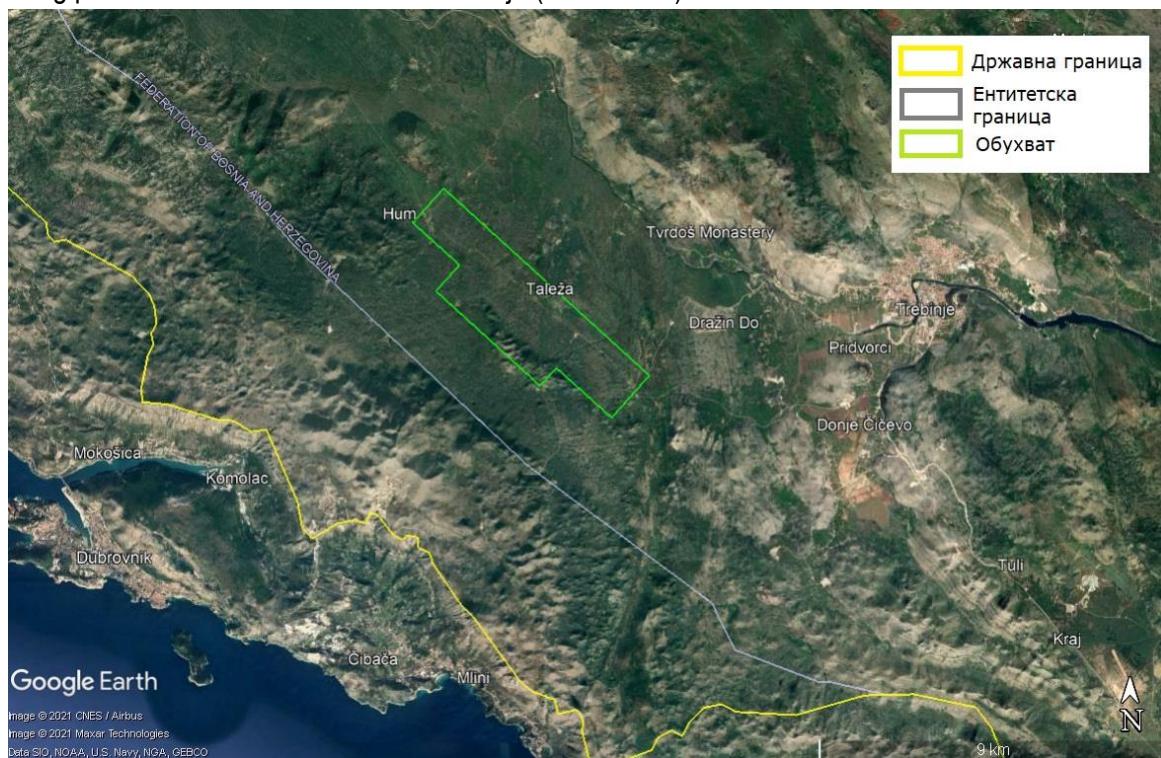 Државна граница
Ентитетска
граница
Обухват
FEDERATION OF BOSNIA AND HERZEGOVINA
Hum
Tvrdoš Monastery
Taleža
Trebinje
Dražin Do
Pridvorci
Donje Čičevo
Mokošica
Komolac
Dubrovnik
Tuli
Kraj
Čibača
Mlini
Google Earth
Image © 2021 CNES / Airbus
Image © 2021 Maxar Technologies
Data SIO, NOAA, U.S. Navy, NGA, GEBCO
N
9 km